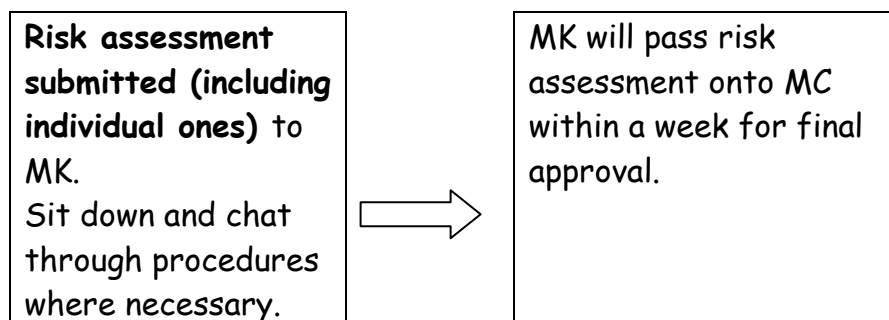 Risk assessment
submitted (including
individual ones) to
MK.
Sit down and chat
through procedures
where necessary.
MK will pass risk
assessment onto MC
within a week for final
approval.